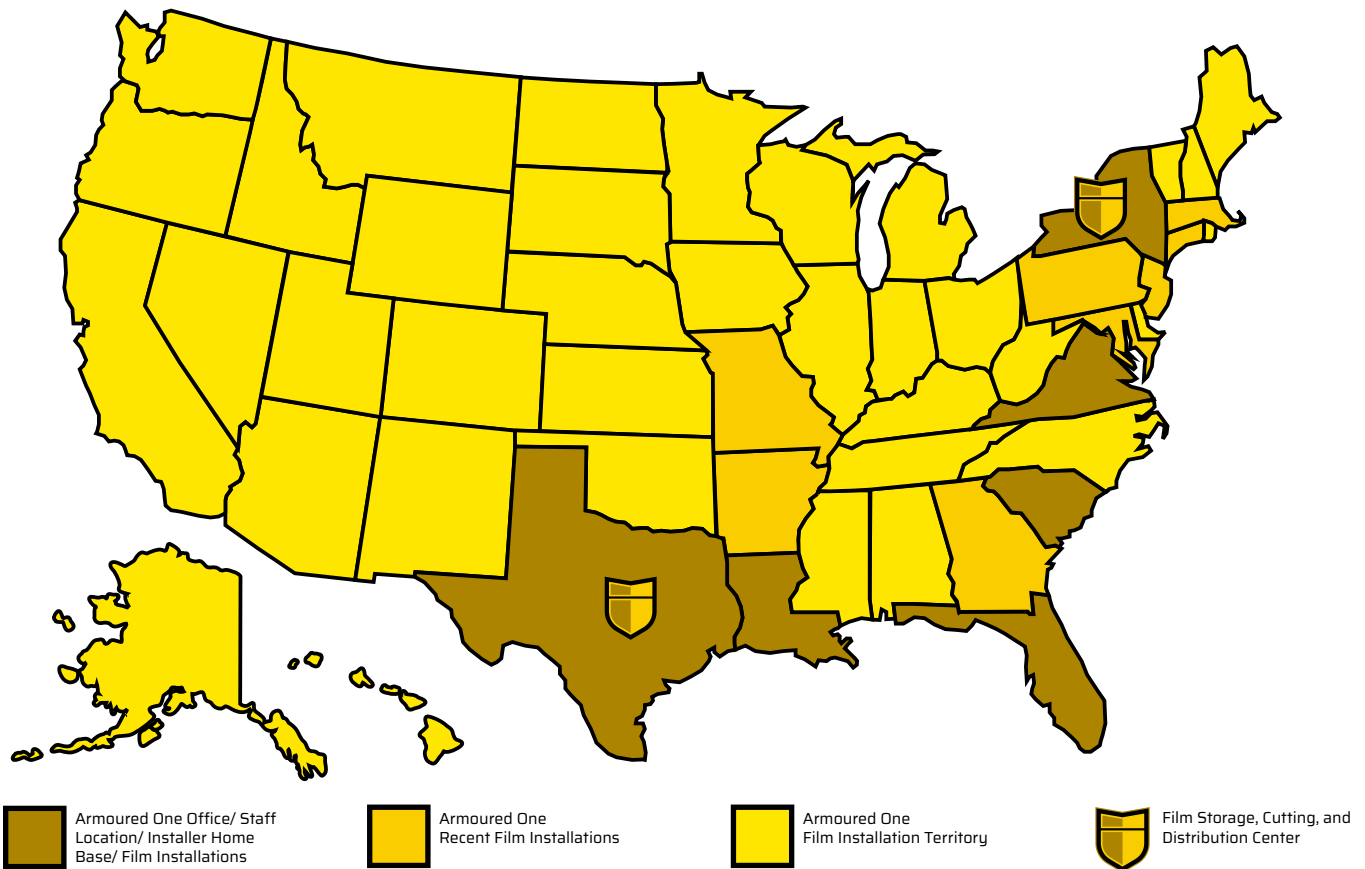 Armoured One Office/ Staff
Location/ Installer Home
Base/ Film Installations
Armoured One
Recent Film Installations
Armoured One
Film Installation Territory
Film Storage, Cutting, and
Distribution Center